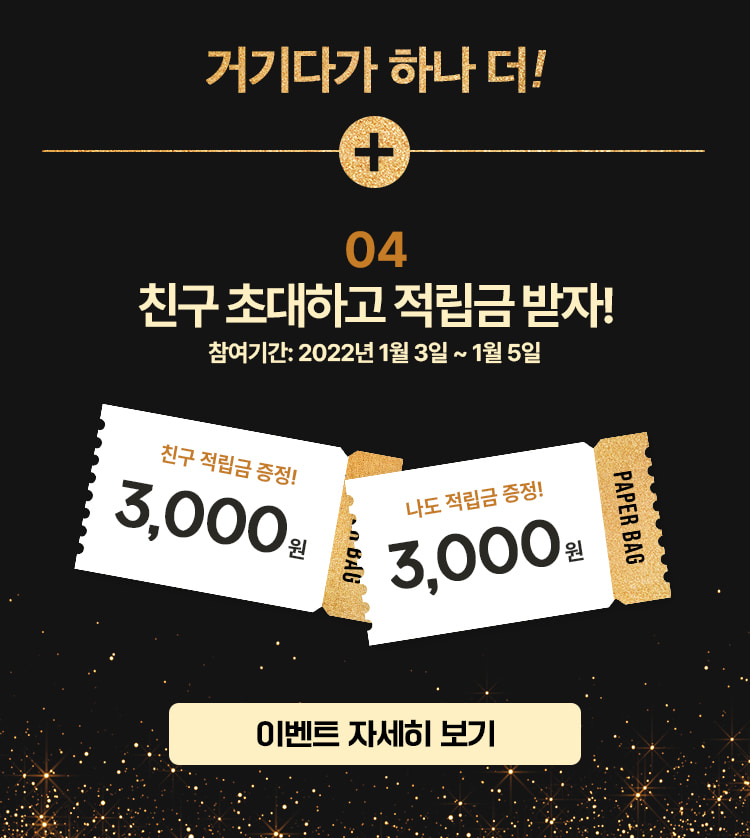 거기다가 하나 더!
+
04
친구 초대하고 적립금 받자!
참여기간: 2022년 1월 3일 ~ 1월 5일
친구 적립금 증정!
3,000원
BAG
나도 적립금 증정!
3,000원
PAPER BAG
이벤트 자세히 보기